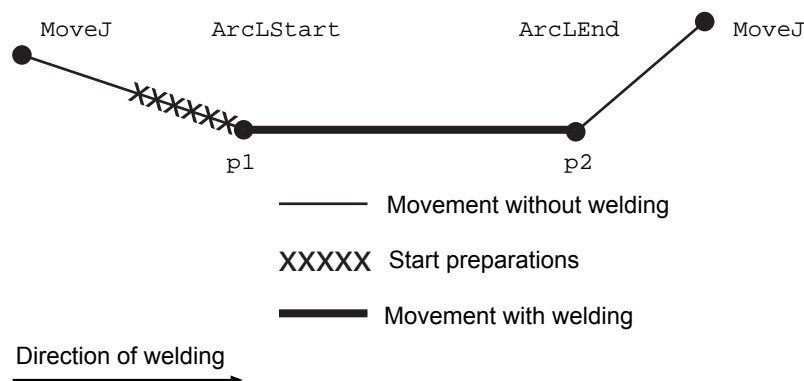 MoveJ ArcLStart ArcLEnd MoveJ
p1 p2
Movement without welding
XXXXX Start preparations
Movement with welding
Direction of welding